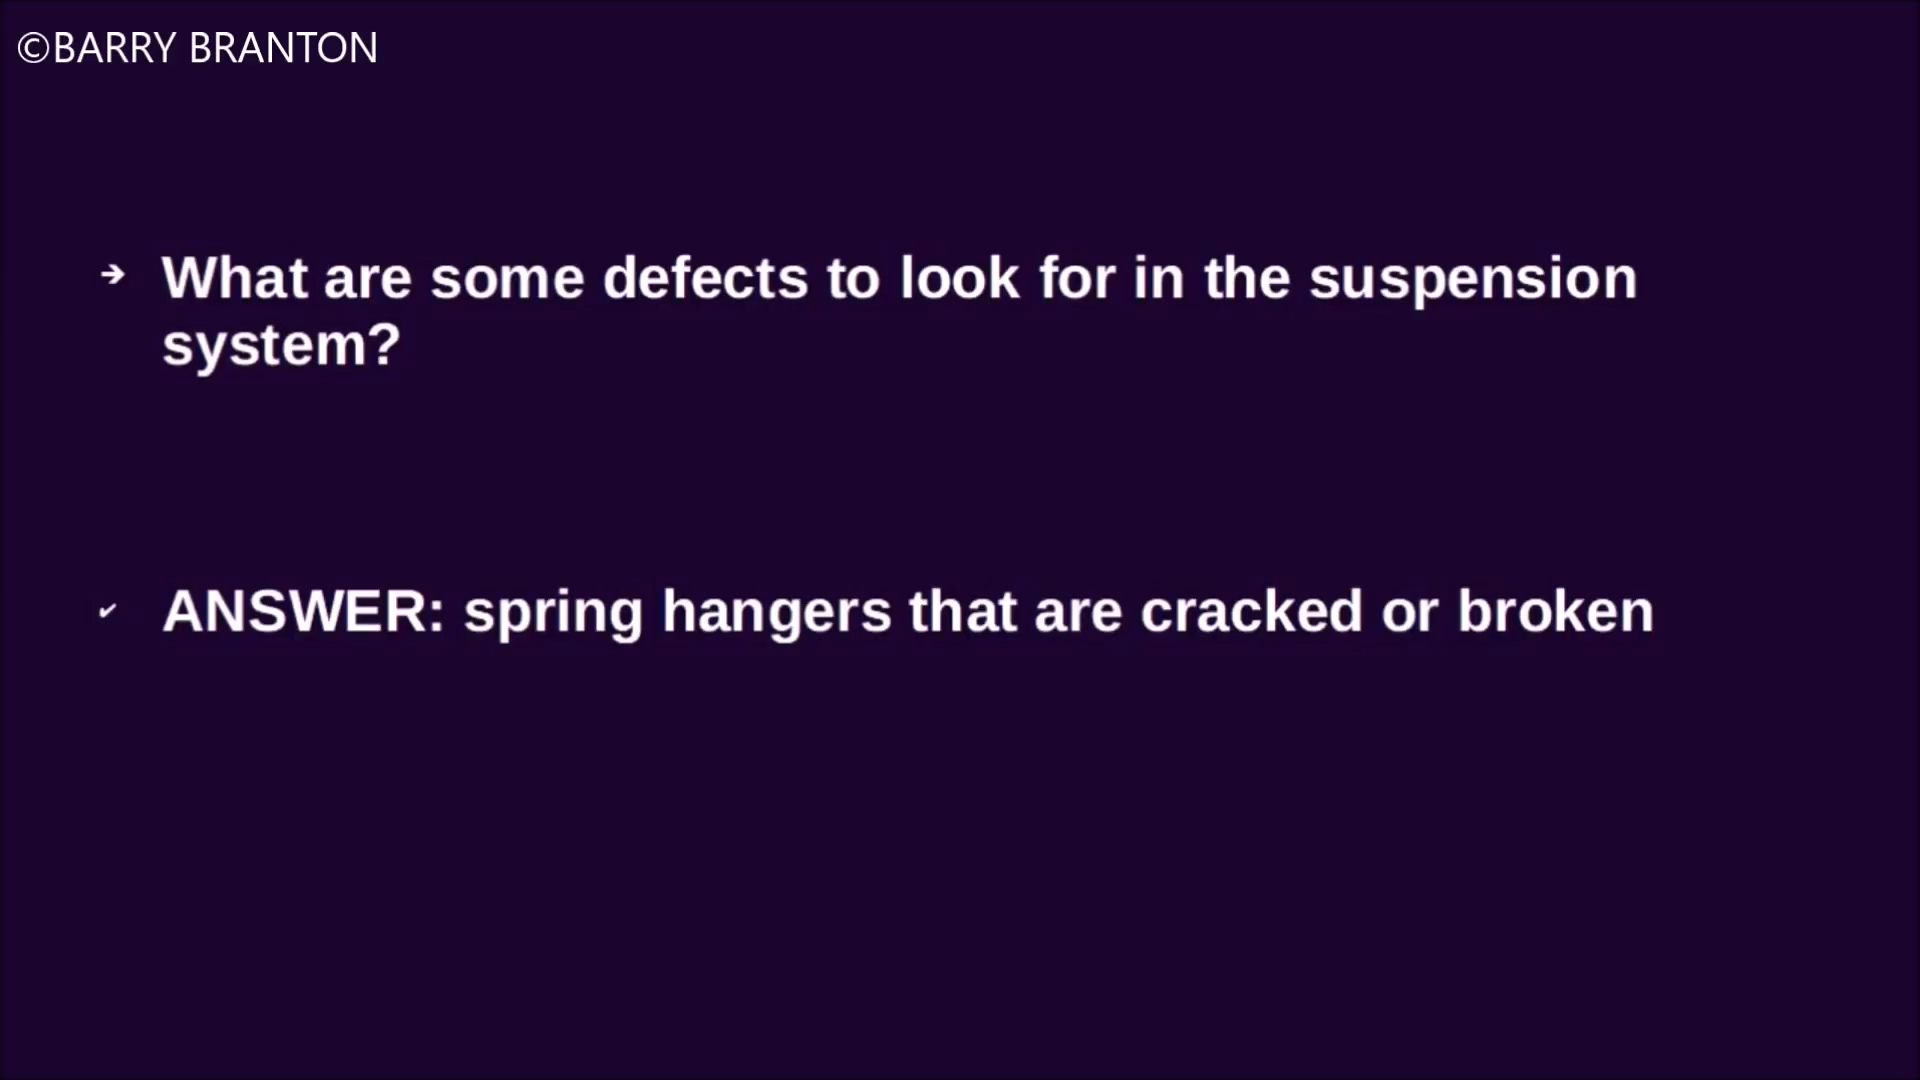 ©BARRY BRANTON
➔ What are some defects to look for in the suspension
system?
✔ ANSWER: spring hangers that are cracked or broken